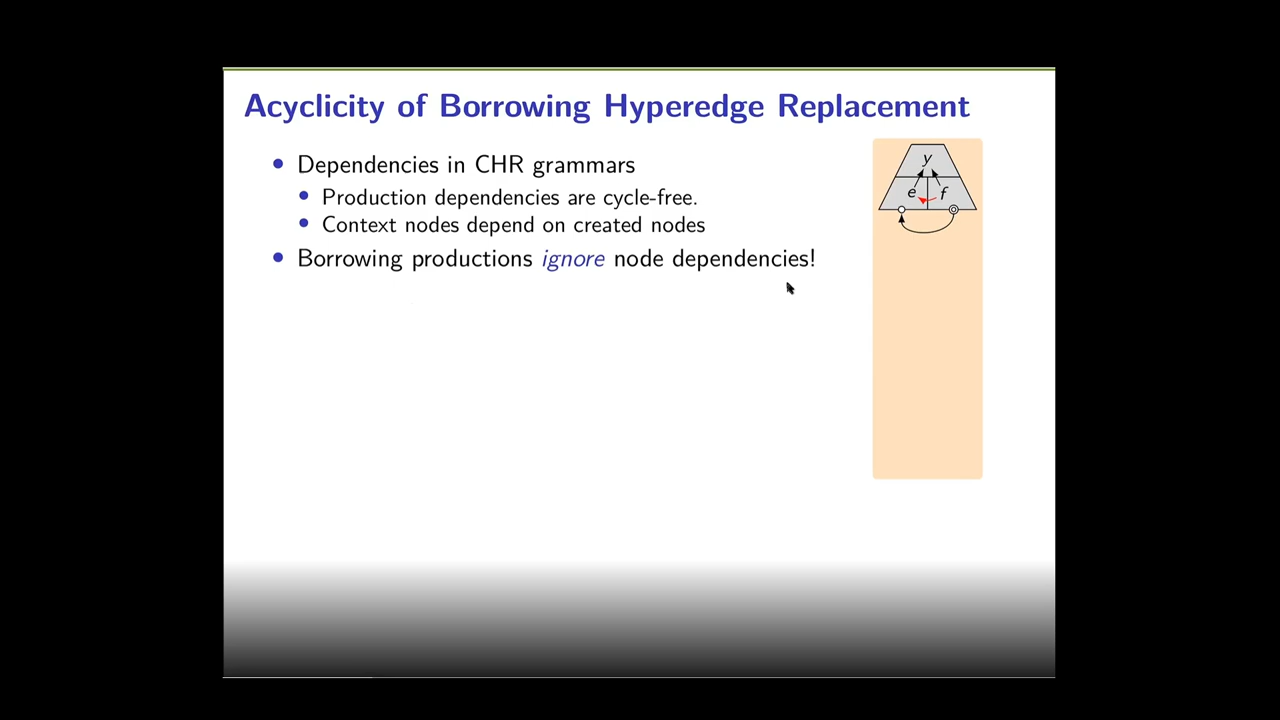 Acyclicity of Borrowing Hyperedge Replacement
• Dependencies in CHR grammars
• Production dependencies are cycle-free.
• Context nodes depend on created nodes
• Borrowing productions ignore node dependencies!
y
e f